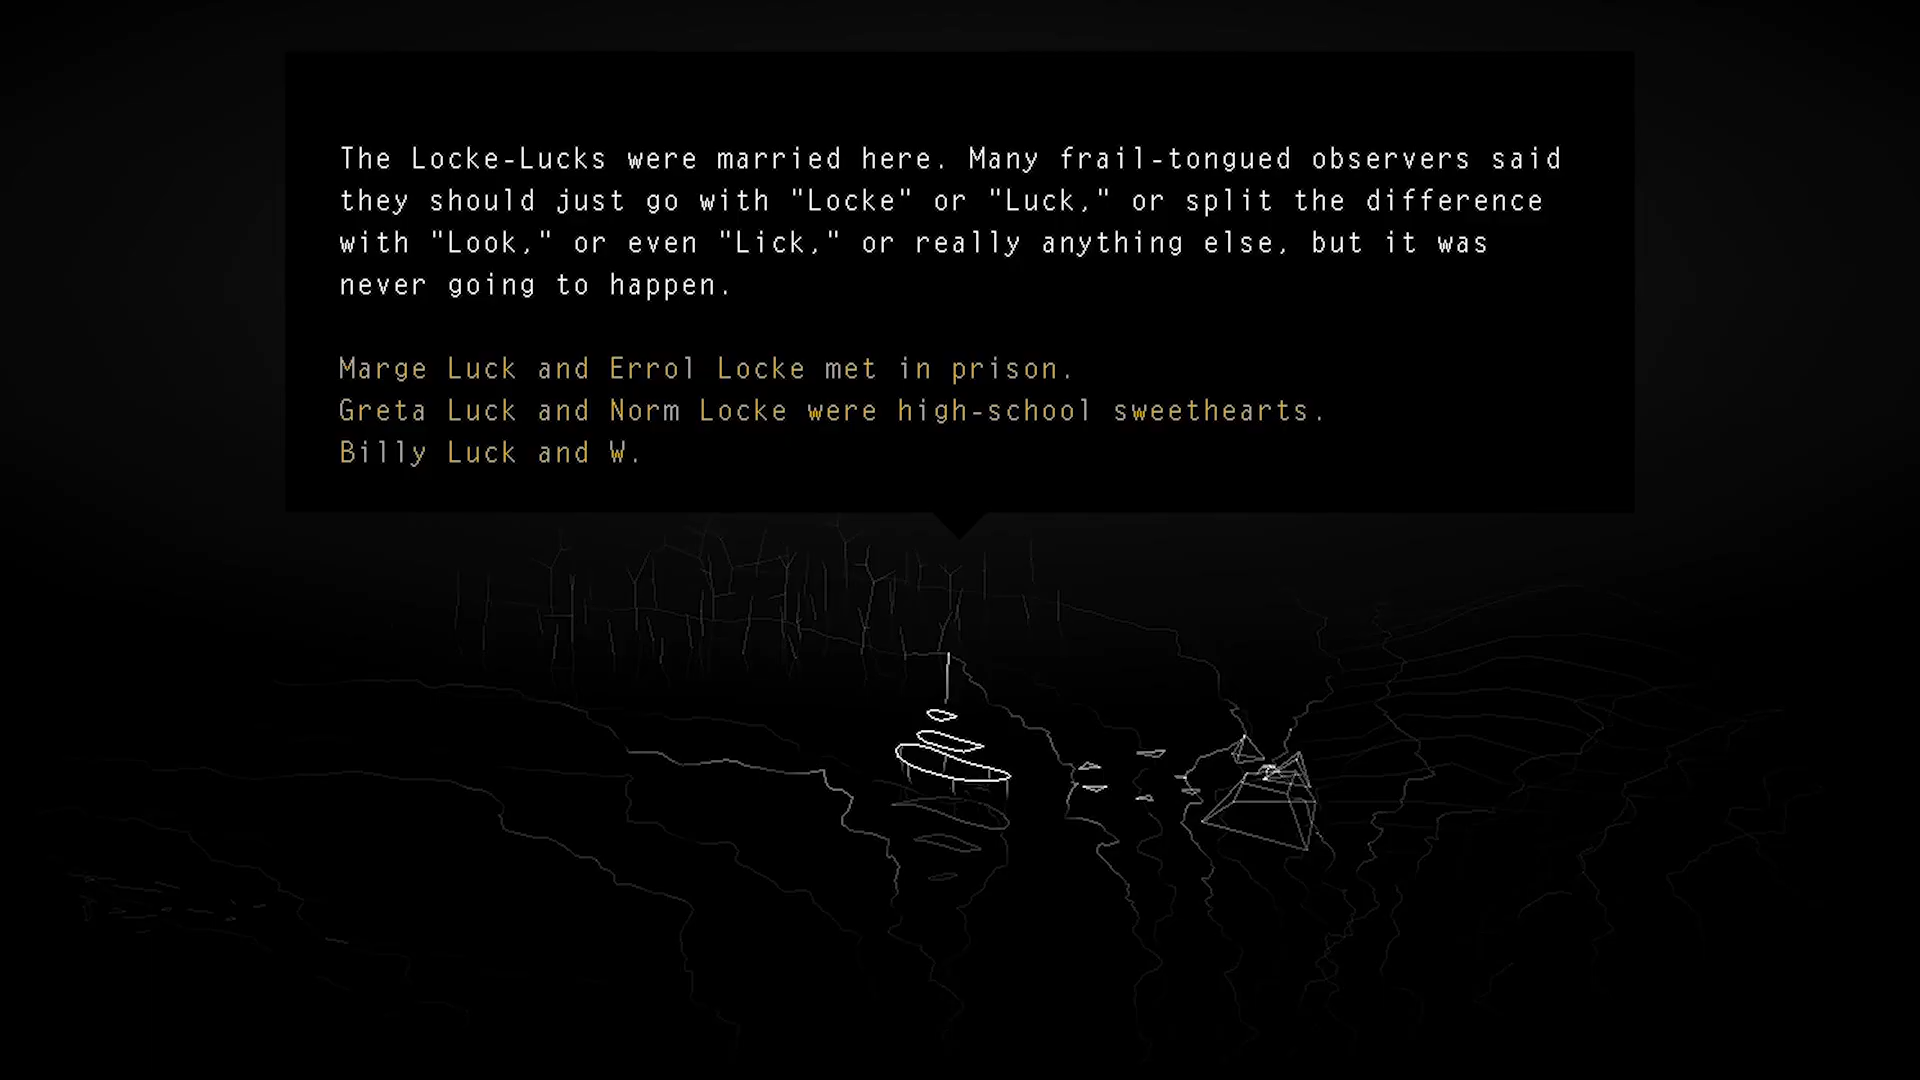 The Locke-Lucks were married here. Many frail-tongued observers said
they should just go with "Locke" or "Luck," or split the difference
with "Look," or even "Lick," or really anything else, but it was
never going to happen.
Marge Luck and Errol Locke met in prison.
Greta Luck and Norm Locke were high-school sweethearts.
Billy Luck and W.